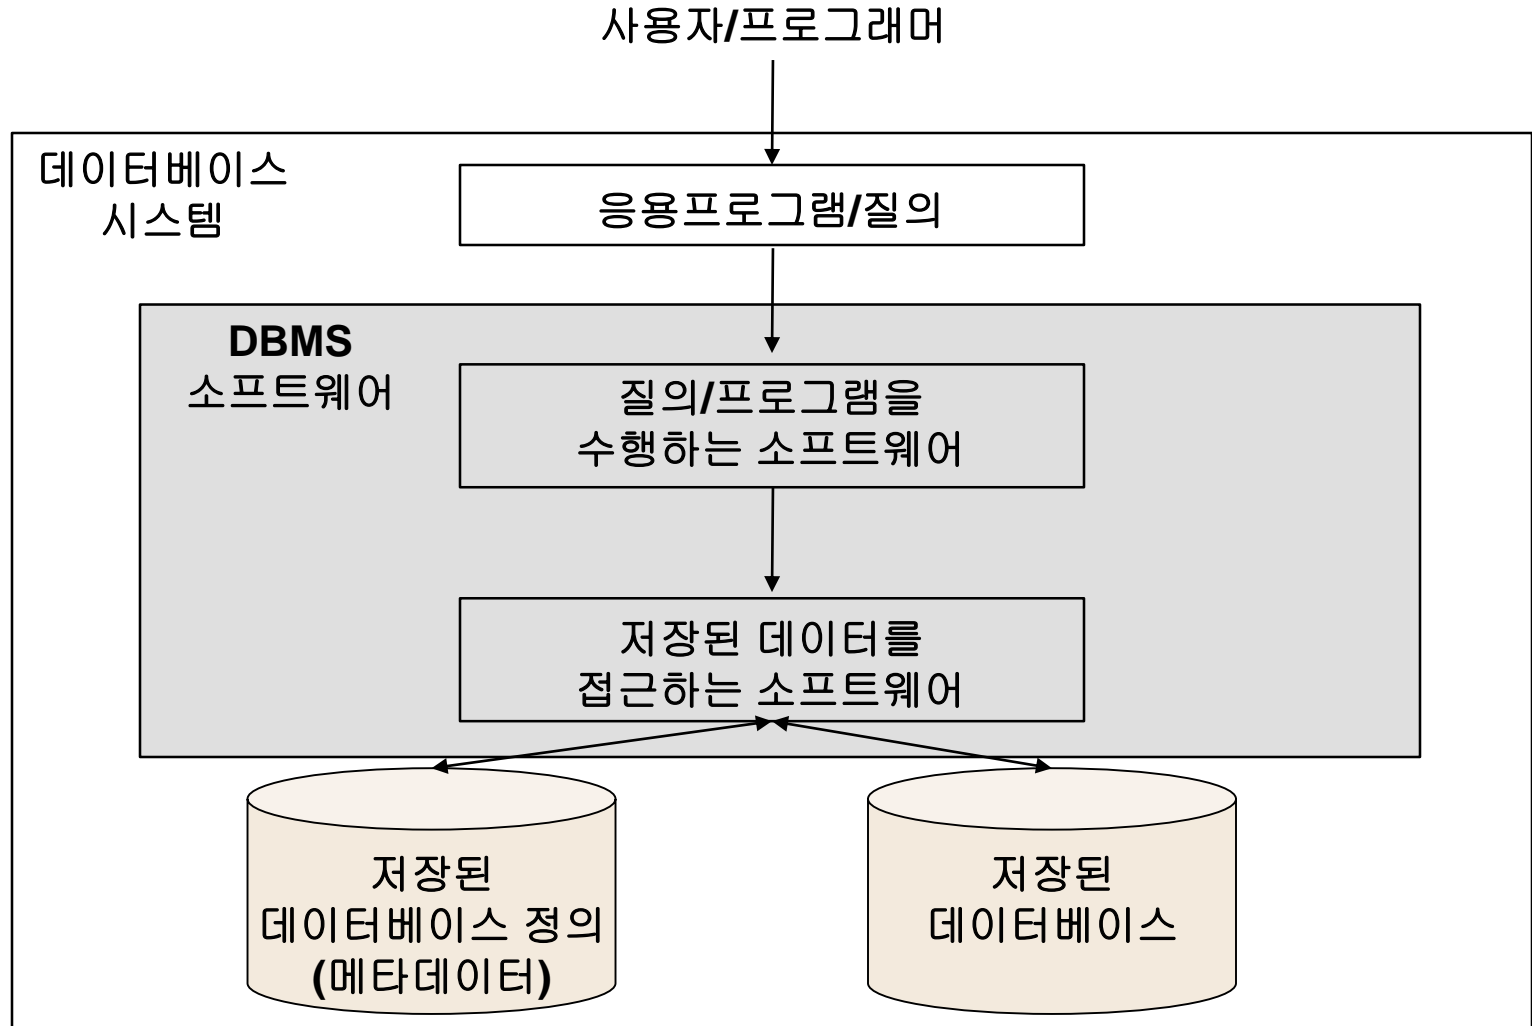 사용자/프로그래머
데이터베이스
시스템
응용프로그램/질의
DBMS
소프트웨어
질의/프로그램을
수행하는 소프트웨어
저장된 데이터를
접근하는 소프트웨어
저장된
데이터베이스 정의
(메타데이터)
저장된
데이터베이스